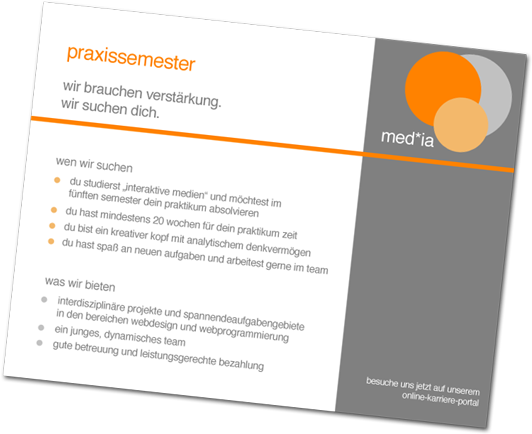 praxissemester
wir brauchen verstärkung.
wir suchen dich.
med*ia
wen wir suchen
du studierst „interaktive medien“ und möchtest im
fünften semester dein praktikum absolvieren
du hast mindestens 20 wochen für dein praktikum zeit
du bist ein kreativer kopf mit analytischem denkvermögen
du hast spaß an neuen aufgaben und arbeitest gerne im team
was wir bieten
interdisziplinäre projekte und spannendeaufgabengebiete
in den bereichen webdesign und webprogrammierung
ein junges, dynamisches team
gute betreuung und leistungsgerechte bezahlung
besuche uns jetzt auf unserem
online-karriere-portal